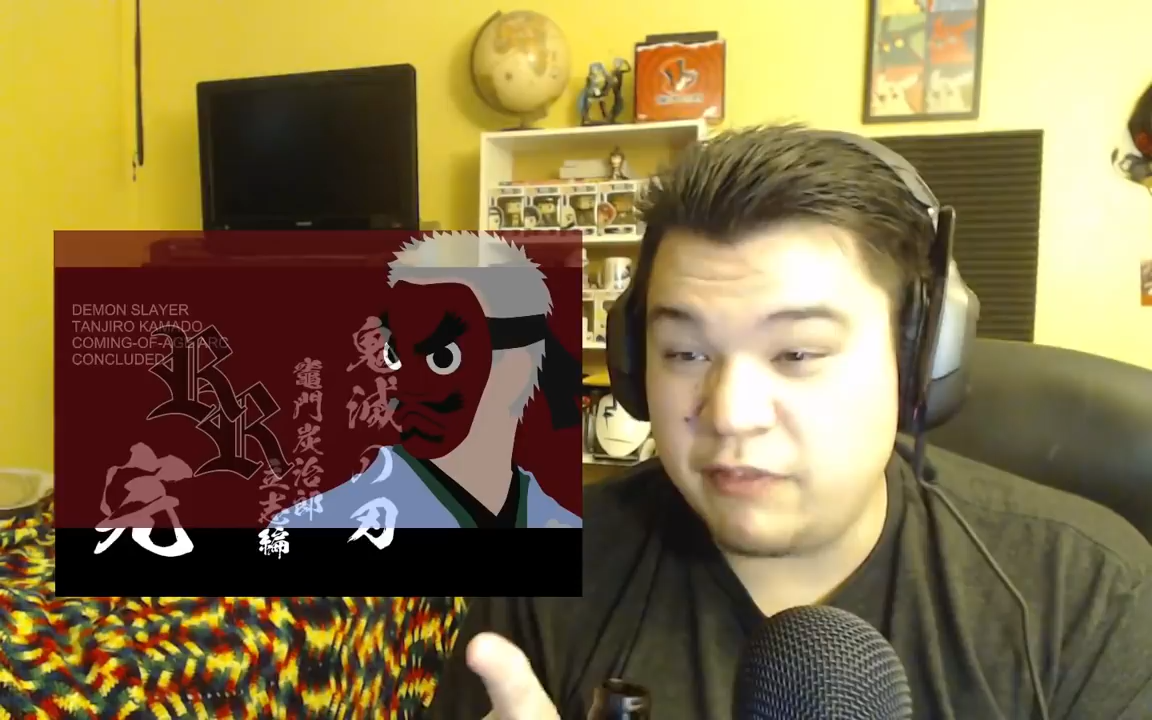 DEMON SLAYER
TANJIRO KAMADO
COMING-OF-AGE ARC
CONCLUDED
RR
鬼滅の刃
竈門炭治郎
立志編
完